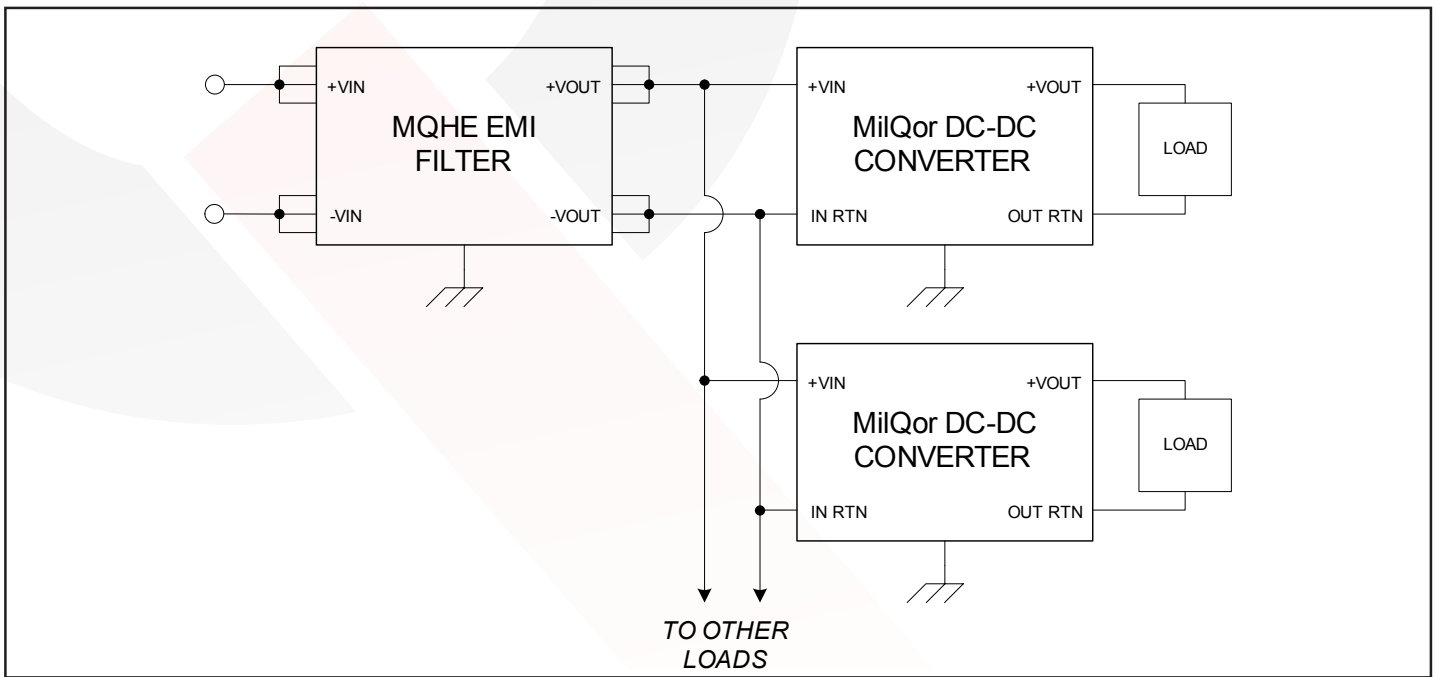 +VIN
+VOUT
MQHE EMI
FILTER
-VIN
-VOUT
+VIN
+VOUT
MilQor DC-DC
CONVERTER
LOAD
IN RTN
OUT RTN
+VIN
+VOUT
MilQor DC-DC
CONVERTER
LOAD
IN RTN
OUT RTN
TO OTHER
LOADS